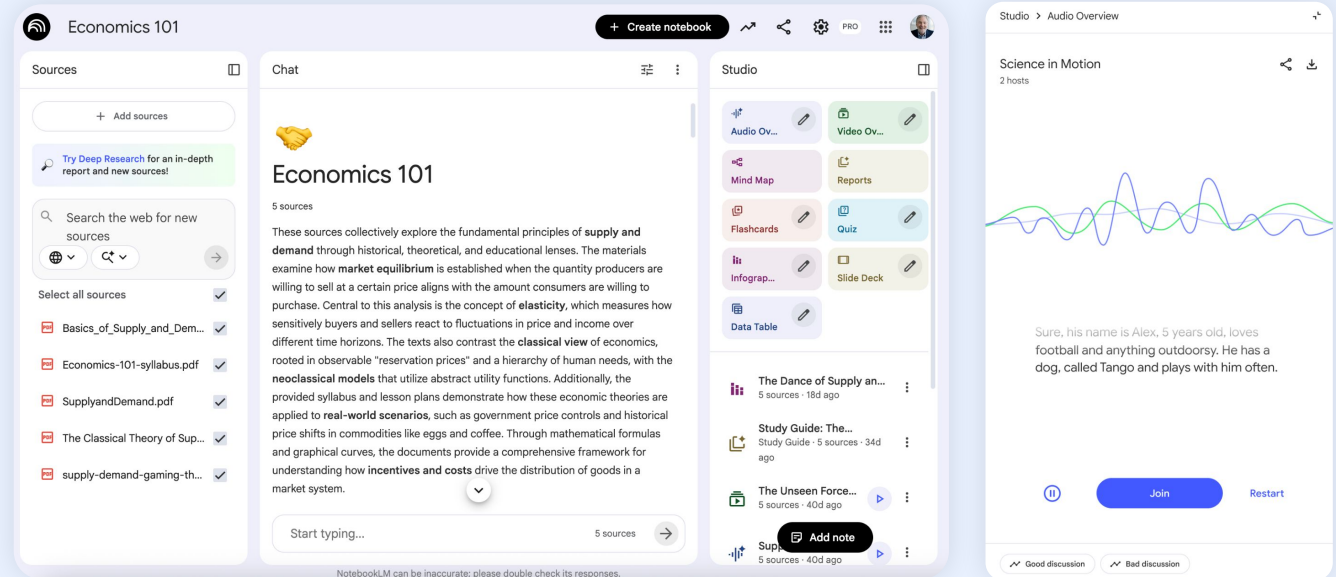 Economics 101
+ Create notebook
PRO
Sources
+ Add sources
Try Deep Research for an in-depth
report and new sources!
Search the web for new
sources
Select all sources
Basics_of_Supply_and_Dem...
Economics-101-syllabus.pdf
SupplyandDemand.pdf
The Classical Theory of Sup...
supply-demand-gaming-th...
Chat
Economics 101
5 sources
These sources collectively explore the fundamental principles of supply and
demand through historical, theoretical, and educational lenses. The materials
examine how market equilibrium is established when the quantity producers are
willing to sell at a certain price aligns with the amount consumers are willing to
purchase. Central to this analysis is the concept of elasticity, which measures how
sensitively buyers and sellers react to fluctuations in price and income over
different time horizons. The texts also contrast the classical view of economics,
rooted in observable "reservation prices" and a hierarchy of human needs, with the
neoclassical models that utilize abstract utility functions. Additionally, the
provided syllabus and lesson plans demonstrate how these economic theories are
applied to real-world scenarios, such as government price controls and historical
price shifts in commodities like eggs and coffee. Through mathematical formulas
and graphical curves, the documents provide a comprehensive framework for
understanding how incentives and costs drive the distribution of goods in a
market system.
Start typing...
5 sources
NotebookLM can be inaccurate; please double check its responses.
Studio
Audio Ov...
Video Ov...
Mind Map
Reports
Flashcards
Quiz
Infograp...
Slide Deck
Data Table
The Dance of Supply an...
5 sources · 18d ago
Study Guide: The...
Study Guide · 5 sources · 34d
ago
The Unseen Force...
5 sources · 40d ago
Supp
5 sources · 40d ago
Add note
Studio > Audio Overview
Science in Motion
2 hosts
Sure, his name is Alex, 5 years old, loves
football and anything outdoorsy. He has a
dog, called Tango and plays with him often.
Join
Restart
Good discussion
Bad discussion